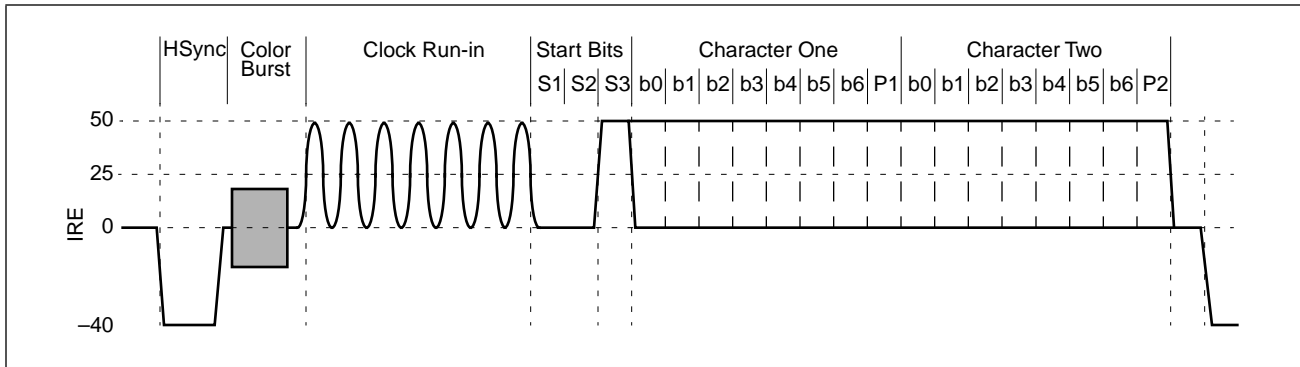 HSync Color Burst Clock Run-in Start Bits Character One Character Two
S1 S2 S3 b0 b1 b2 b3 b4 b5 b6 P1 b0 b1 b2 b3 b4 b5 b6 P2
50
25
IRE
0
–40